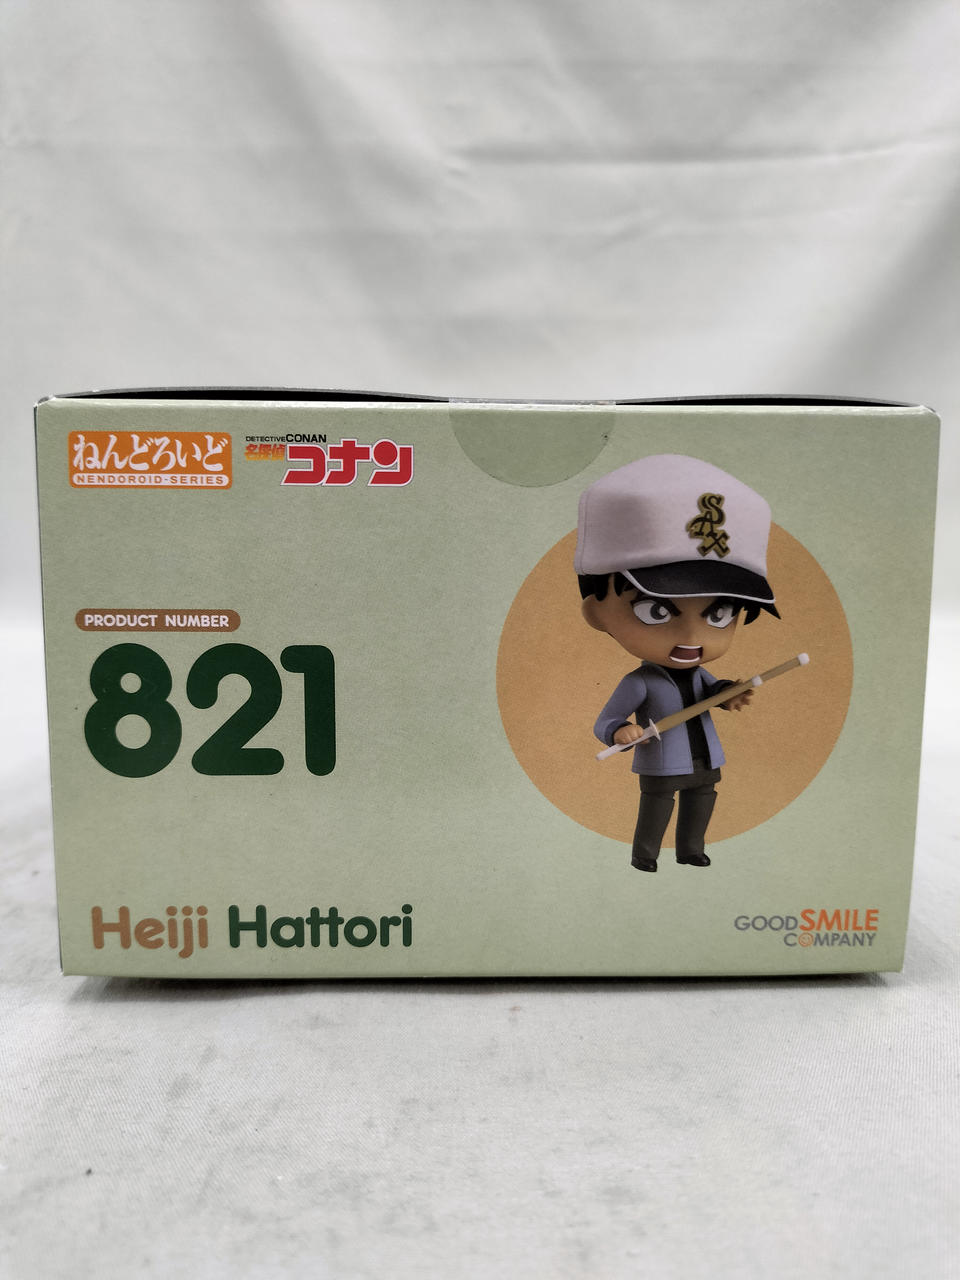 ねんどろいど
NENDOROID-SERIES
DETECTIVE CONAN
名探偵
コナン
SAX
PRODUCT NUMBER
821
Heiji Hattori
GOOD SMILE
COMPANY